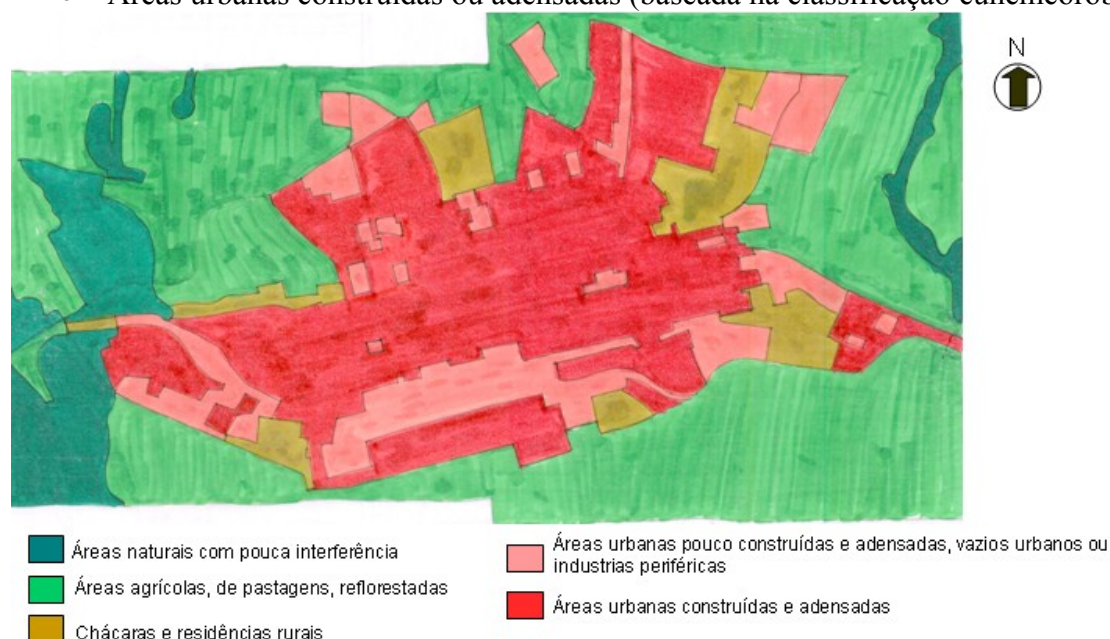 Áreas urbanas construídas ou adensadas (baseada na classificação
N
Áreas naturais com pouca interferência
Áreas agrícolas, de pastagens, reflorestadas
Chácaras e residências rurais
Áreas urbanas pouco construídas e adensadas, vazios urbanos ou
industrias periféricas
Áreas urbanas construídas e adensadas